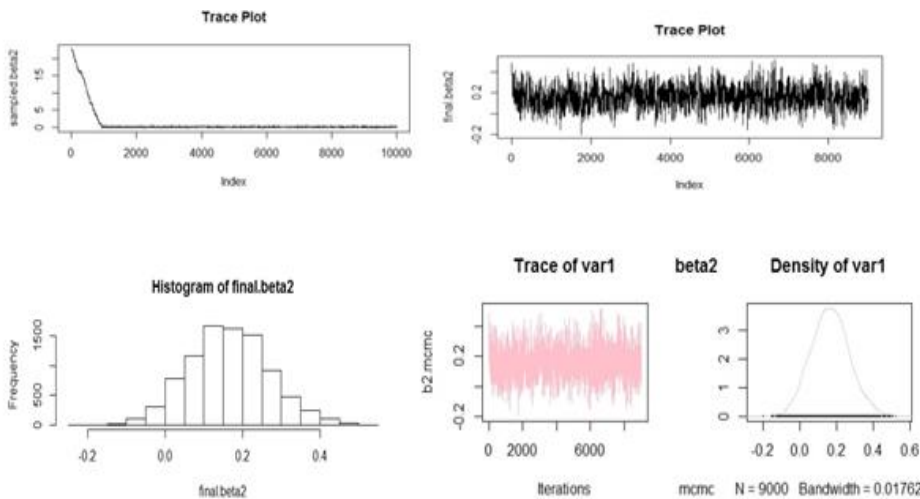 Trace Plot
sampled.beta2
0 5 15
0 2000 4000 6000 8000 10000
Index
Trace Plot
final.beta2
-0.2 0.2
0 2000 4000 6000 8000
Index
Histogram of final.beta2
Frequency
0 500 1500
-0.2 0.0 0.2 0.4
final.beta2
Trace of var1 beta2 Density of var1
b2.mcmc
-0.2 0.2
0 2000 6000
Iterations
0 1 2 3
-0.2 0.0 0.2 0.4 0.6
mcmc N = 9000 Bandwidth = 0.01762